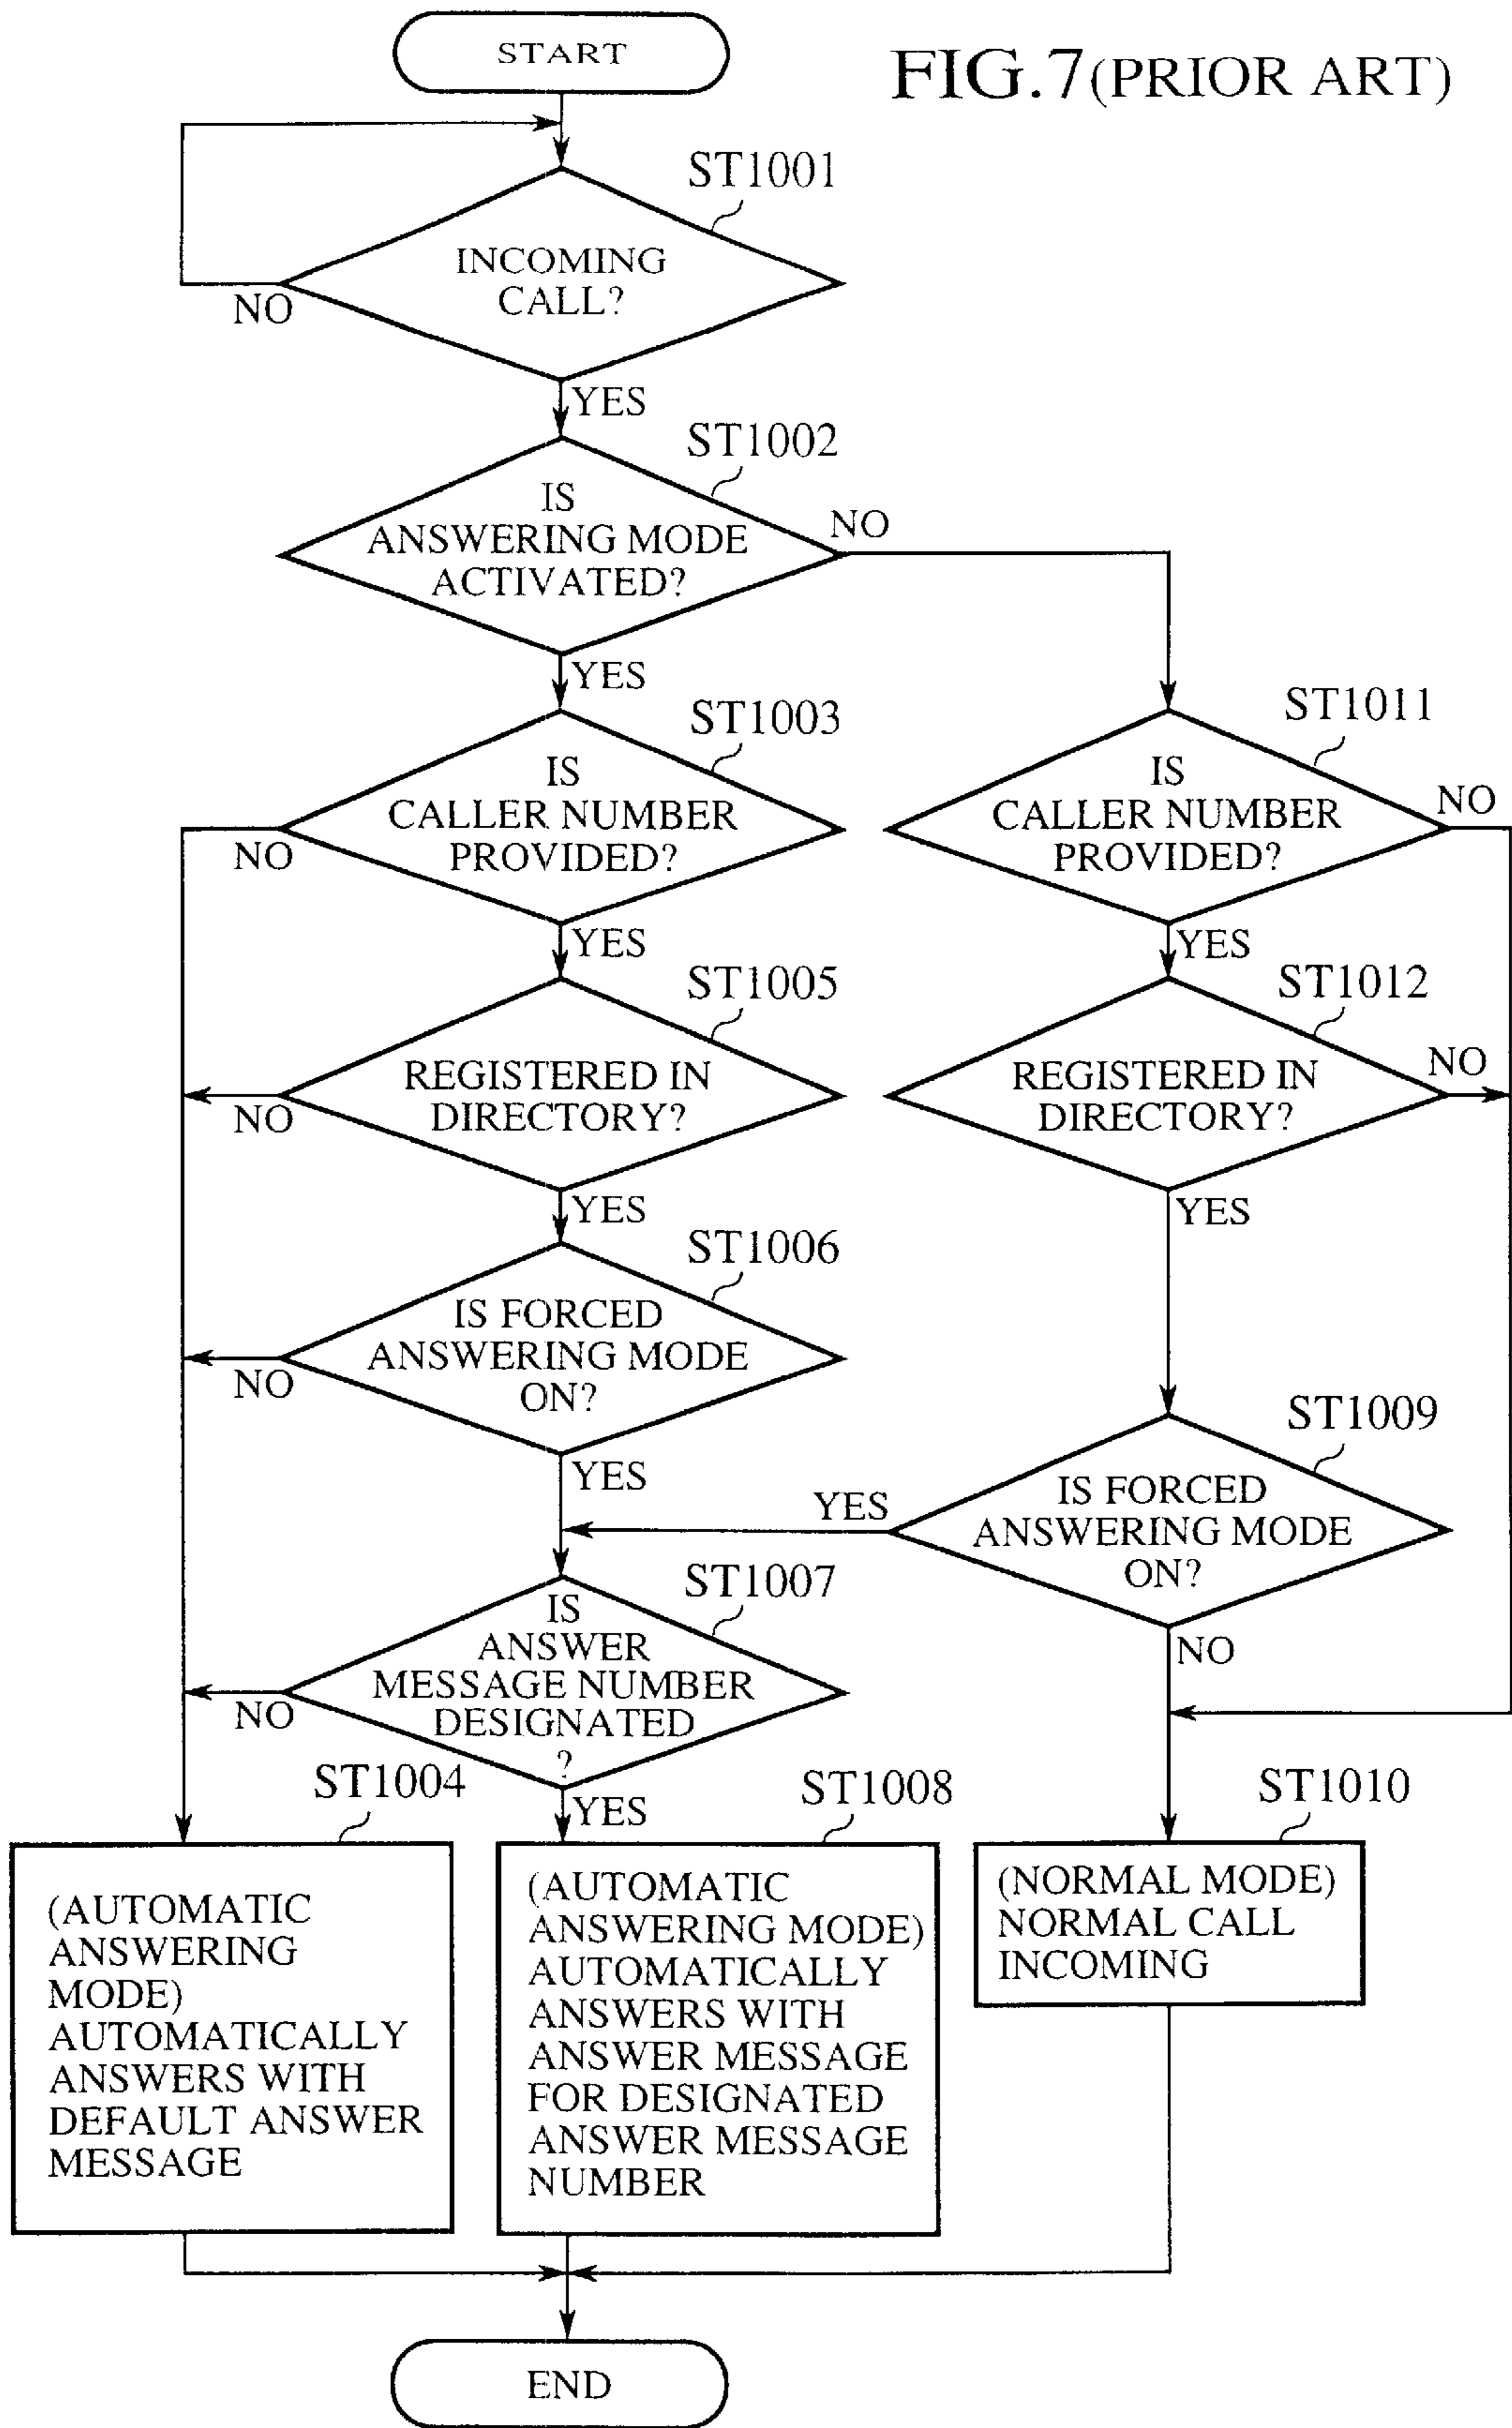 START
FIG.7(PRIOR ART)
ST1001
INCOMING
CALL?
NO
YES
ST1002
IS
ANSWERING MODE
ACTIVATED?
NO
YES
ST1003
IS
CALLER NUMBER
PROVIDED?
NO
YES
ST1011
IS
CALLER NUMBER
PROVIDED?
NO
YES
ST1005
REGISTERED IN
DIRECTORY?
NO
YES
ST1012
REGISTERED IN
DIRECTORY?
NO
YES
ST1006
IS FORCED
ANSWERING MODE
ON?
NO
YES
ST1009
IS FORCED
ANSWERING MODE
ON?
YES
NO
ST1007
IS
ANSWER
MESSAGE NUMBER
DESIGNATED
?
NO
YES
ST1004
(AUTOMATIC
ANSWERING
MODE)
AUTOMATICALLY
ANSWERS WITH
DEFAULT ANSWER
MESSAGE
ST1008
(AUTOMATIC
ANSWERING MODE)
AUTOMATICALLY
ANSWERS WITH
ANSWER MESSAGE
FOR DESIGNATED
ANSWER MESSAGE
NUMBER
ST1010
(NORMAL MODE)
NORMAL CALL
INCOMING
END